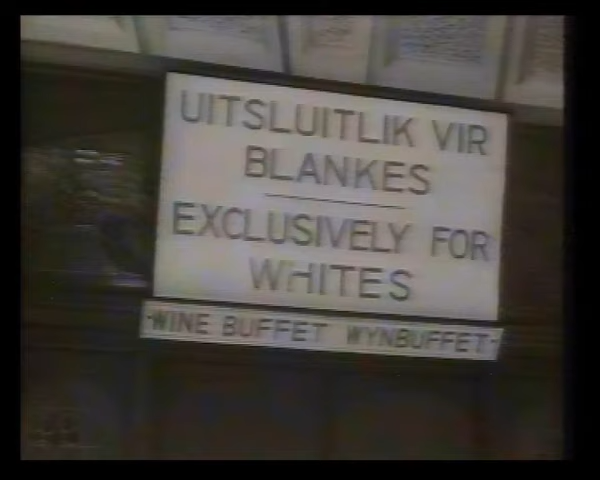 UITSLUITLIK VIR
BLANKES
EXCLUSIVELY FOR
WHITES
·WINE BUFFET WYNBUFFET·